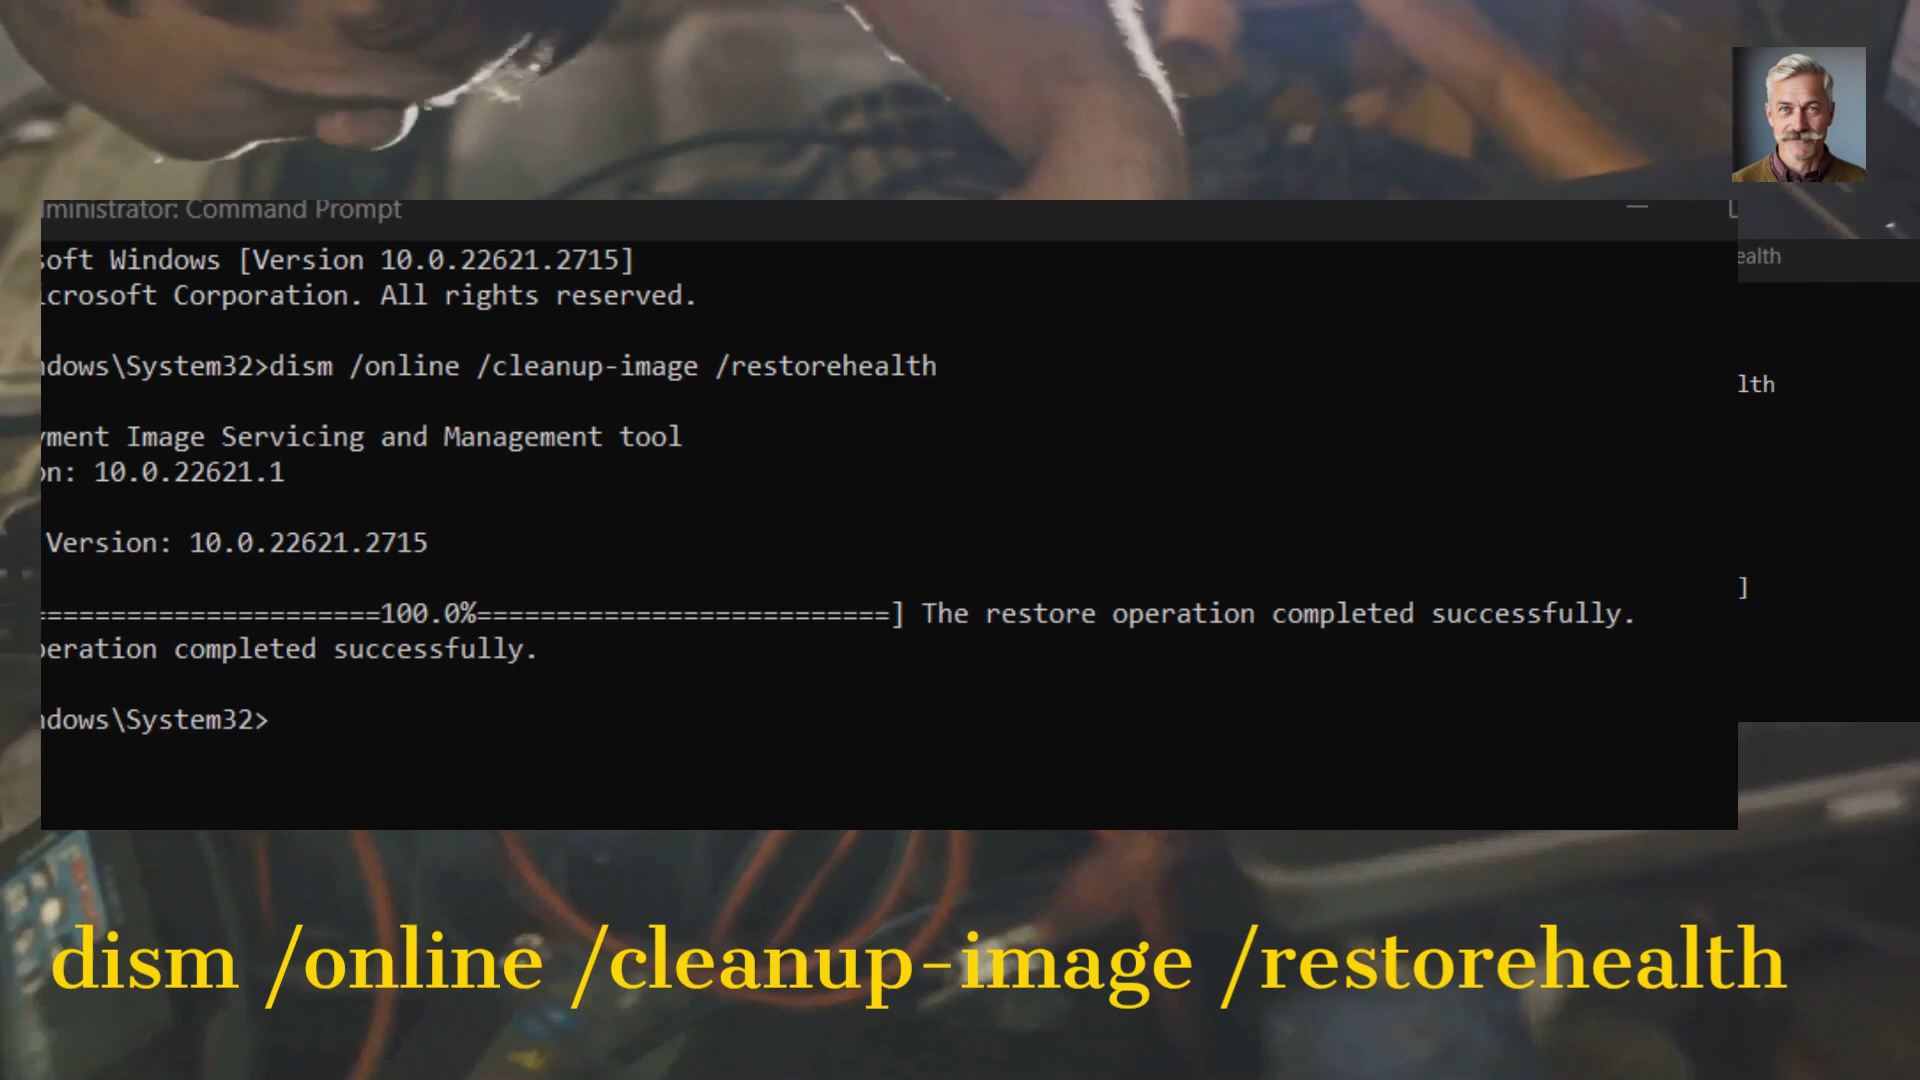 ministrator: Command Prompt
soft Windows [Version 10.0.22621.2715]
crosoft Corporation. All rights reserved.
ealth
dows\System32>dism /online /cleanup-image /restorehealth
lth
ment Image Servicing and Management tool
on: 10.0.22621.1
Version: 10.0.22621.2715
]
======================100.0%==========================] The restore operation completed successfully.
eration completed successfully.
dows\System32>
dism /online /cleanup-image /restorehealth